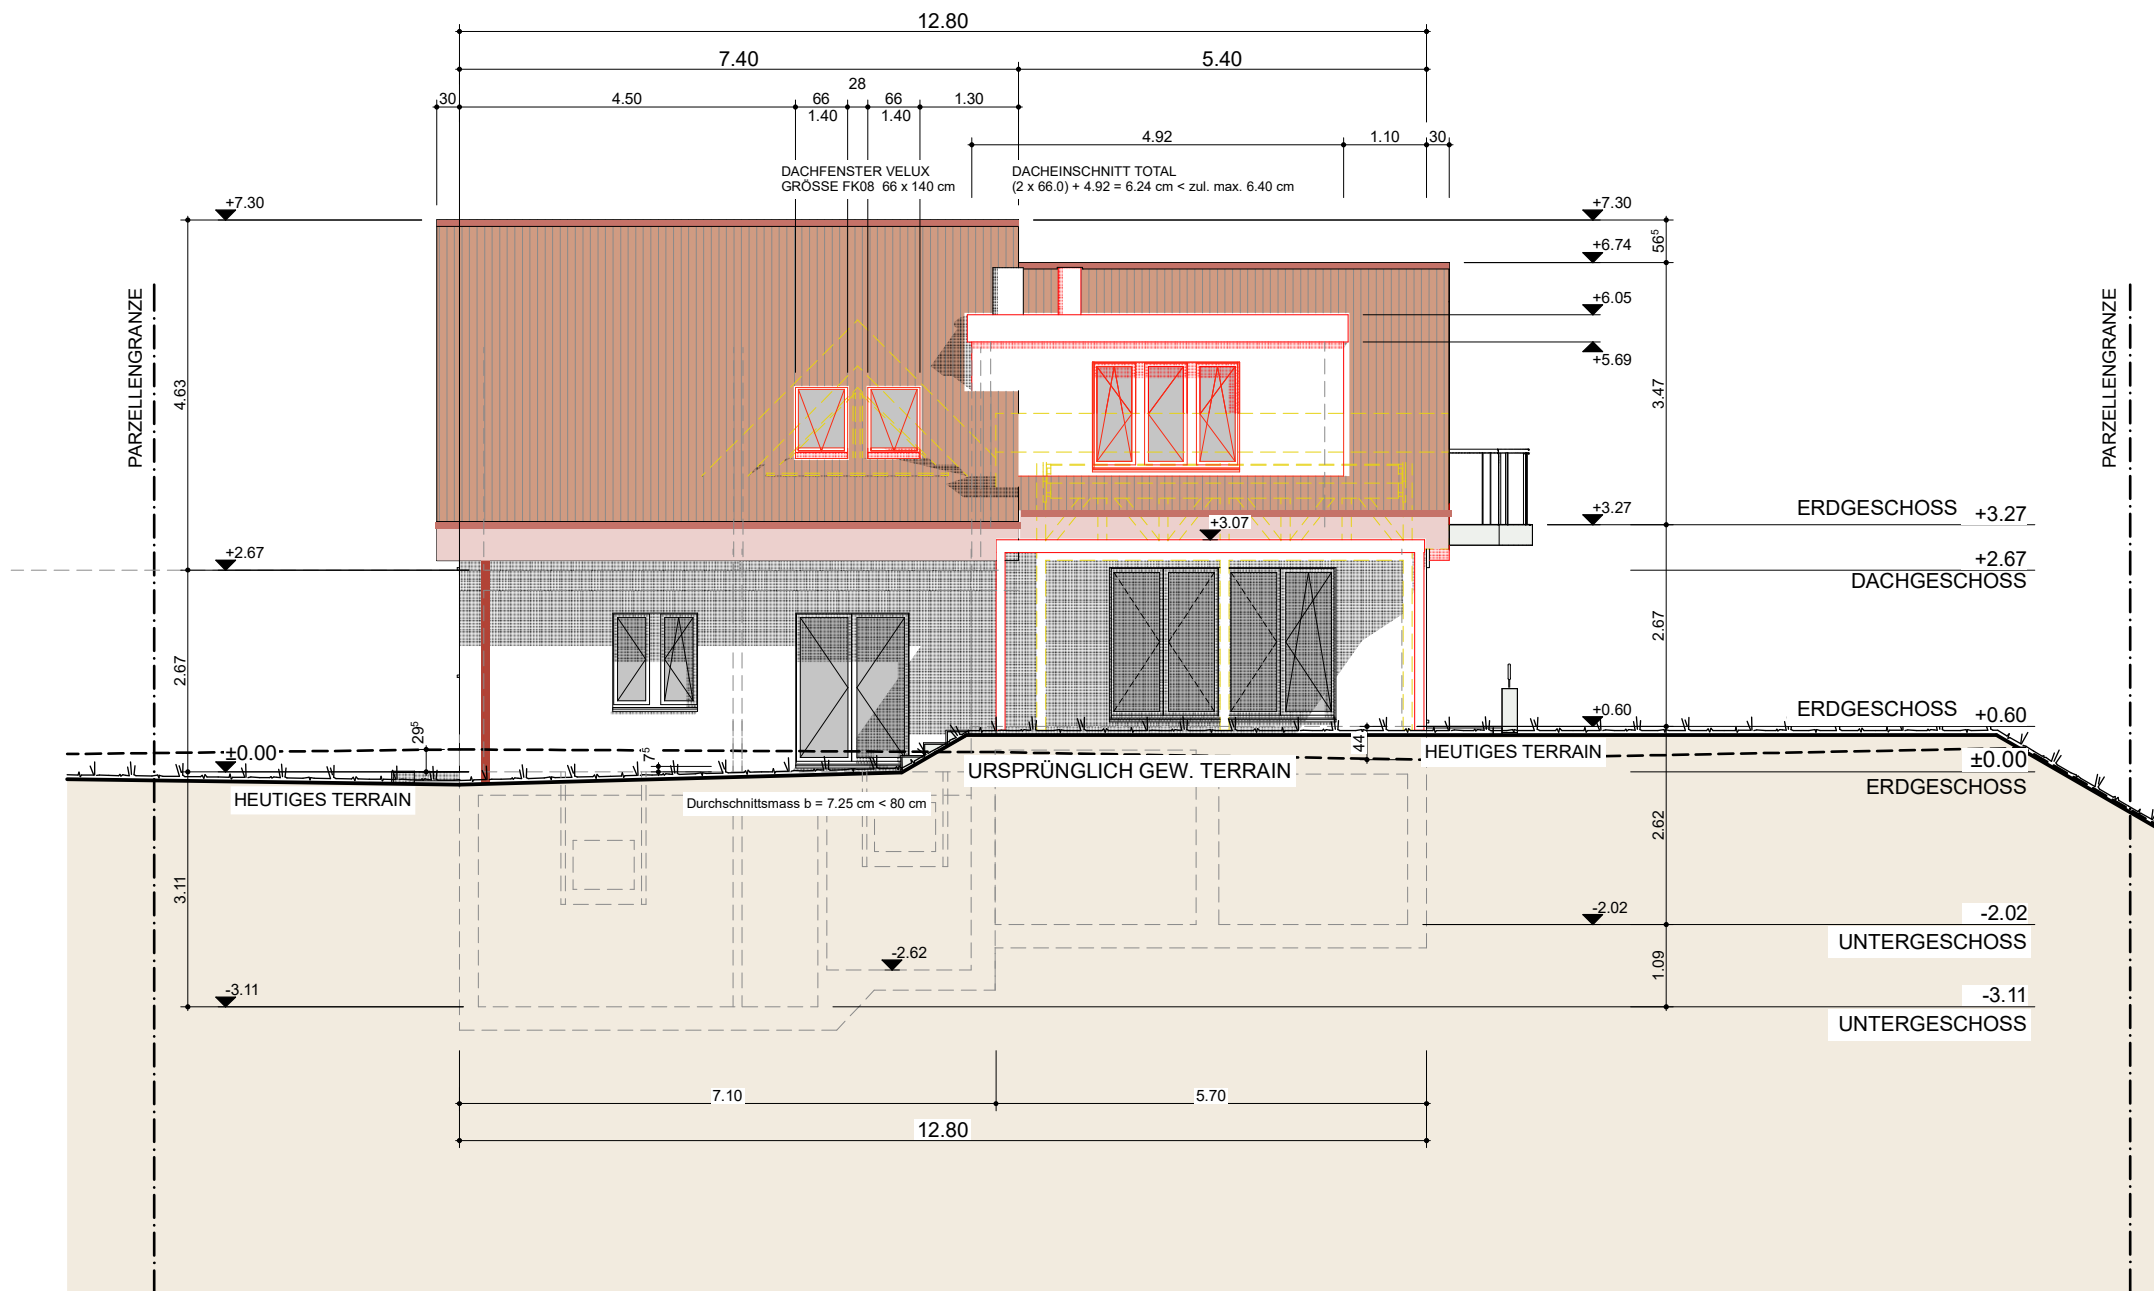 12.80
7.40
5.40
28
30
4.50
66
66
1.30
1.40
1.40
4.92
1.10
30
DACHFENSTER VELUX
GRÖSSE FK08  66 x 140 cm
DACHEINSCHNITT TOTAL
(2 x 66.0) + 4.92 = 6.24 cm < zul. max. 6.40 cm
+7.30
+7.30
56⁵
+6.74
+6.05
+5.69
PARZELLENGRANZE
PARZELLENGRANZE
4.63
3.47
+3.27
ERDGESCHOSS
+3.27
+3.07
+2.67
+2.67
DACHGESCHOSS
2.67
2.67
+0.60
ERDGESCHOSS
+0.60
29⁵
±0.00
7⁵
44
HEUTIGES TERRAIN
±0.00
URSPRÜNGLICH GEW. TERRAIN
ERDGESCHOSS
HEUTIGES TERRAIN
Durchschnittsmass b = 7.25 cm < 80 cm
2.62
3.11
-2.02
-2.02
UNTERGESCHOSS
-2.62
1.09
-3.11
-3.11
UNTERGESCHOSS
7.10
5.70
12.80